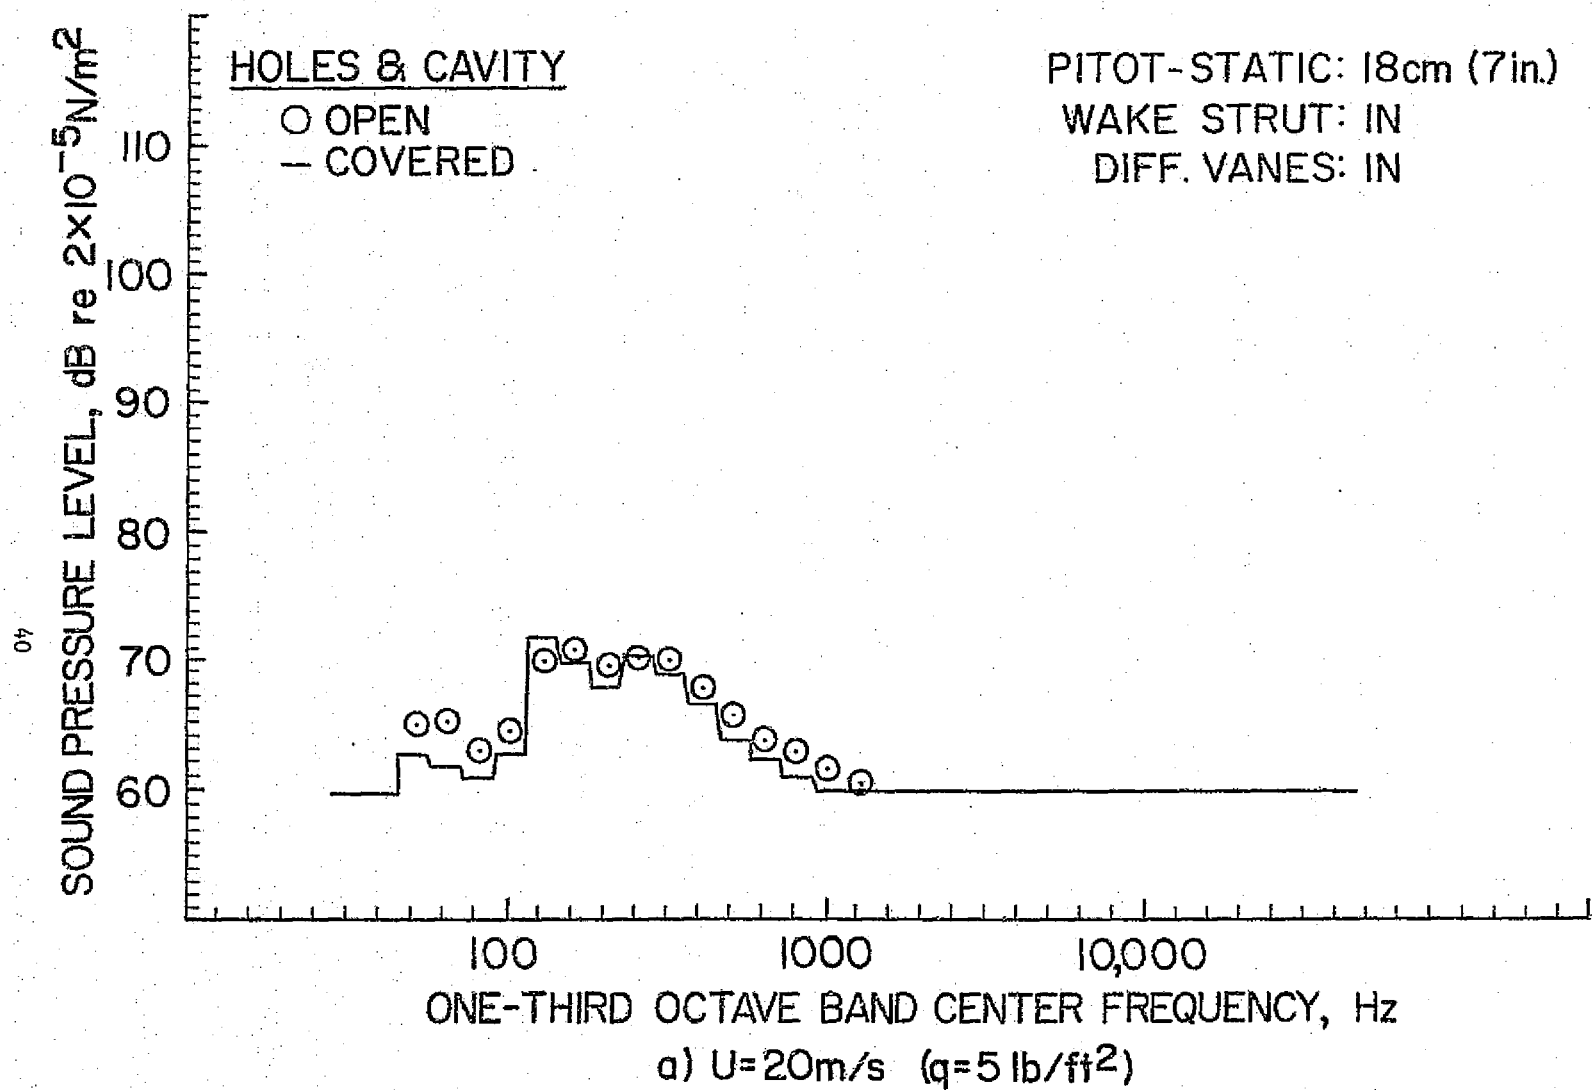 HOLES & CAVITY
○ OPEN
— COVERED
PITOT-STATIC: 18cm (7in.)
WAKE STRUT: IN
DIFF. VANES: IN
SOUND PRESSURE LEVEL, dB re 2×10⁻⁵N/m²
110
100
90
80
70
60
40
100
1000
10,000
ONE-THIRD OCTAVE BAND CENTER FREQUENCY, Hz
a) U=20m/s (q=5 lb/ft²)